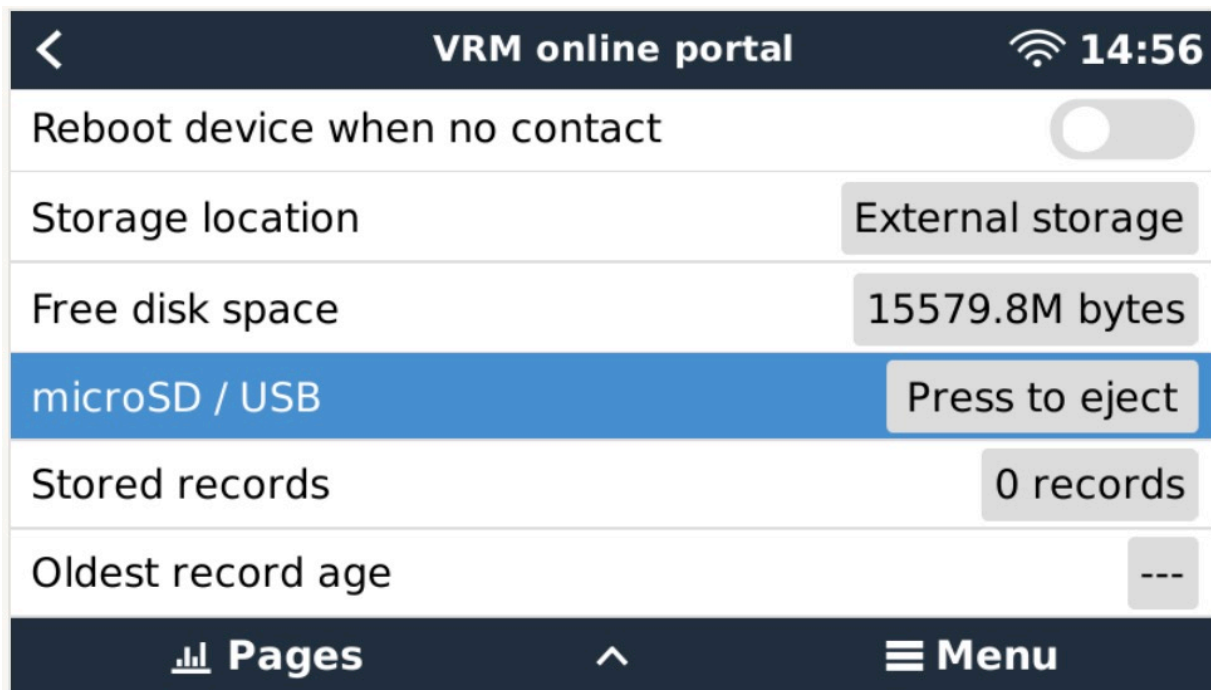 VRM online portal 14:56
Reboot device when no contact
Storage location External storage
Free disk space 15579.8M bytes
microSD / USB Press to eject
Stored records 0 records
Oldest record age ---
Pages Menu